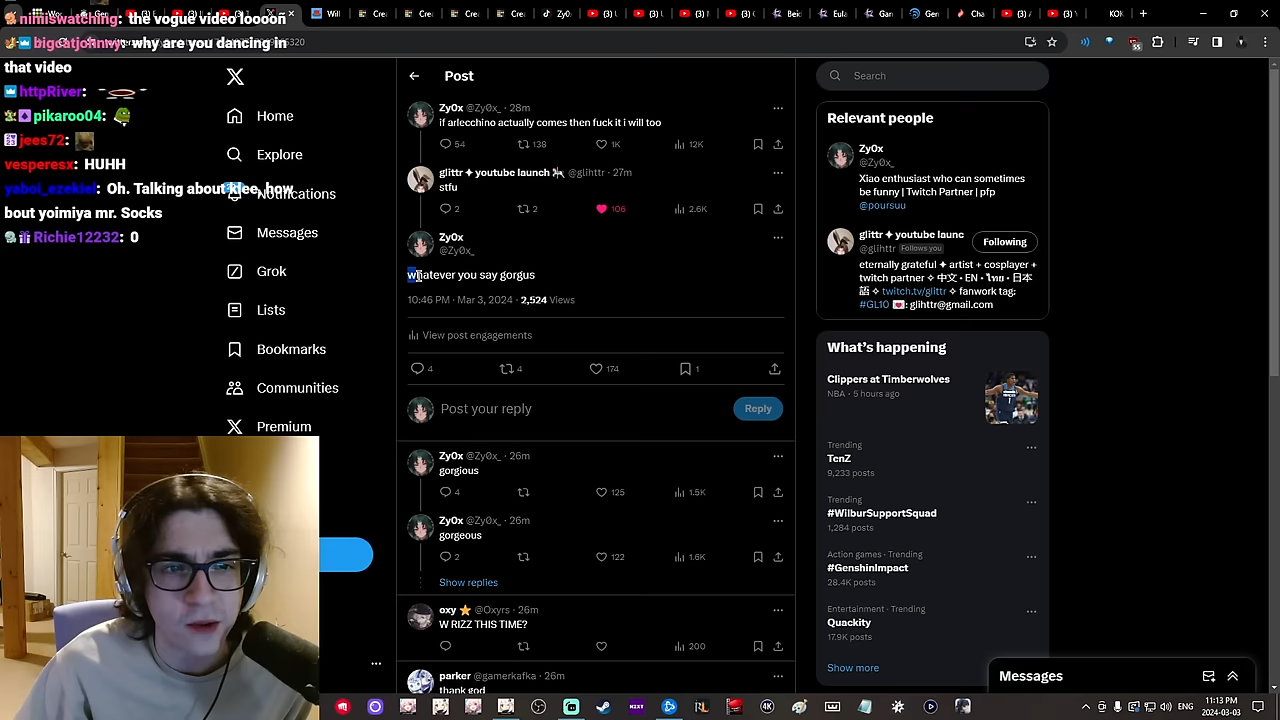 nimiswatching: the vogue video loooon
bigcatjohnny: why are you dancing in
that video
httpRiver:
pikaroo04:
jees72:
vesperesx: HUHH
yaboi_ezekiel: Oh. Talking about klee, how
bout yoimiya mr. Socks
Richie12232: 0
Home
Explore
Notifications
Messages
Grok
Lists
Bookmarks
Communities
Premium
Post
Zy0x @Zy0x_ · 28m
if arlecchino actually comes then fuck it i will too
54 138 1K 12K
glittr ✦ youtube launch @glihttr · 27m
stfu
2 2 106 2.6K
Zy0x
@Zy0x_
whatever you say gorgus
10:46 PM · Mar 3, 2024 · 2,524 Views
View post engagements
4 4 174 1
Post your reply
Reply
Zy0x @Zy0x_ · 26m
gorgious
4 125 1.5K
Zy0x @Zy0x_ · 26m
gorgeous
2 122 1.6K
Show replies
oxy ⭐ @Oxyrs · 26m
W RIZZ THIS TIME?
200
parker @gamerkafka · 26m
thank god
Search
Relevant people
Zy0x
@Zy0x_
Xiao enthusiast who can sometimes
be funny | Twitch Partner | pfp
@poursuu
glittr ✦ youtube launc
@glihttr Follows you
Following
eternally grateful ✦ artist + cosplayer +
twitch partner ✧ 中文 • EN • ไทย • 日本
語 ✧ twitch.tv/glittr ✧ fanwork tag:
#GL10 💌: glihttr@gmail.com
What's happening
Clippers at Timberwolves
NBA · 5 hours ago
Trending
TenZ
9,233 posts
Trending
#WilburSupportSquad
1,284 posts
Action games · Trending
#GenshinImpact
28.4K posts
Entertainment · Trending
Quackity
17.9K posts
Show more
Messages
ENG
11:13 PM
2024-03-03